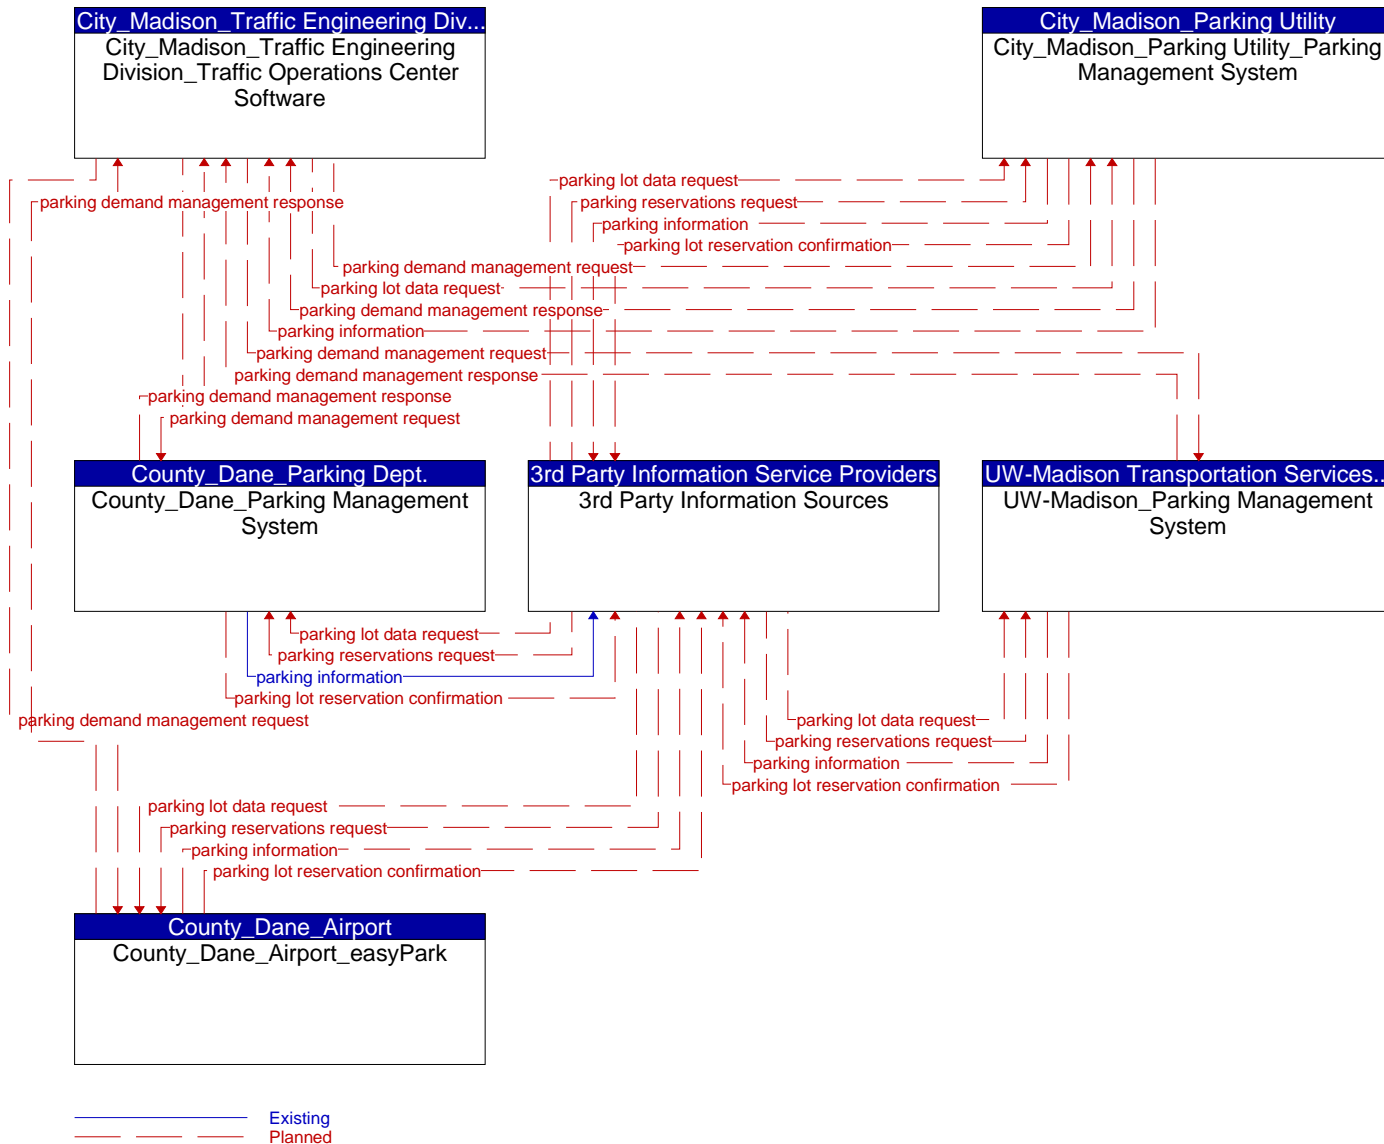 City_Madison_Traffic Engineering Div...
City_Madison_Traffic Engineering
Division_Traffic Operations Center
Software
City_Madison_Parking Utility
City_Madison_Parking Utility_Parking
Management System
parking lot data request
parking demand management response
parking reservations request
parking information
parking lot reservation confirmation
parking demand management request
parking lot data request
parking demand management response
parking information
parking demand management request
parking demand management response
parking demand management response
parking demand management request
County_Dane_Parking Dept.
County_Dane_Parking Management
System
3rd Party Information Service Providers
3rd Party Information Sources
UW-Madison Transportation Services...
UW-Madison_Parking Management
System
parking lot data request
parking reservations request
parking information
parking lot reservation confirmation
parking demand management request
parking lot data request
parking reservations request
parking information
parking lot reservation confirmation
parking lot data request
parking reservations request
parking information
parking lot reservation confirmation
County_Dane_Airport
County_Dane_Airport_easyPark
Existing
Planned